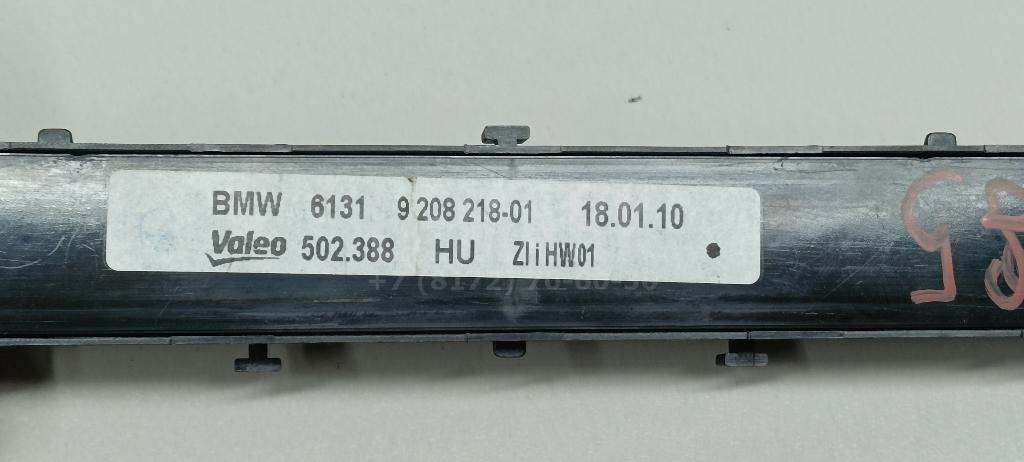 BMW 6131 9 208 218-01 18.01.10
Valeo 502.388 HU ZIiHW01